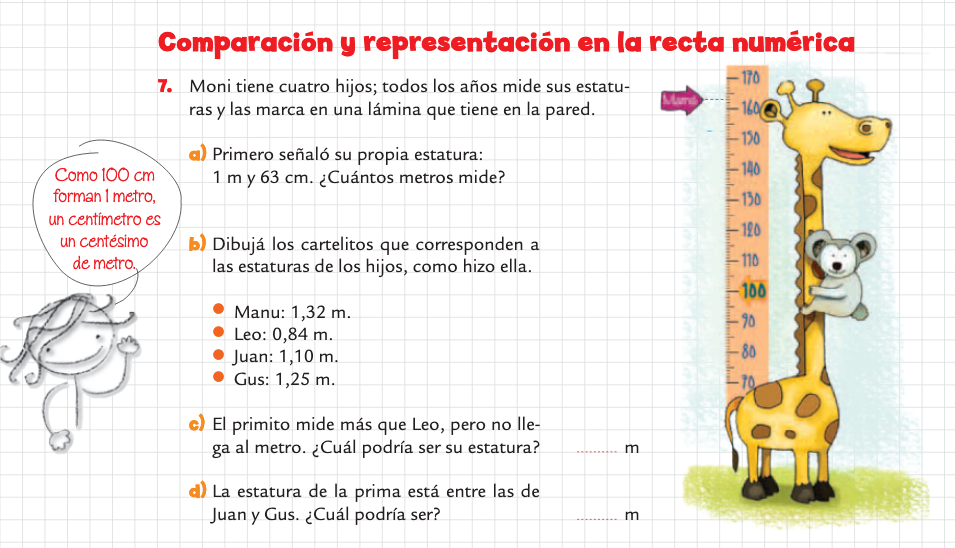 Comparación y representación en la recta numérica
7. Moni tiene cuatro hijos; todos los años mide sus estatu-
ras y las marca en una lámina que tiene en la pared.
a) Primero señaló su propia estatura:
1 m y 63 cm. ¿Cuántos metros mide?
Como 100 cm
forman 1 metro,
un centímetro es
un centésimo
de metro.
b) Dibujá los cartelitos que corresponden a
las estaturas de los hijos, como hizo ella.
• Manu: 1,32 m.
• Leo: 0,84 m.
• Juan: 1,10 m.
• Gus: 1,25 m.
c) El primito mide más que Leo, pero no lle-
ga al metro. ¿Cuál podría ser su estatura? .......... m
d) La estatura de la prima está entre las de
Juan y Gus. ¿Cuál podría ser? .......... m
Mamá
170
160
150
140
130
120
110
100
90
80
70